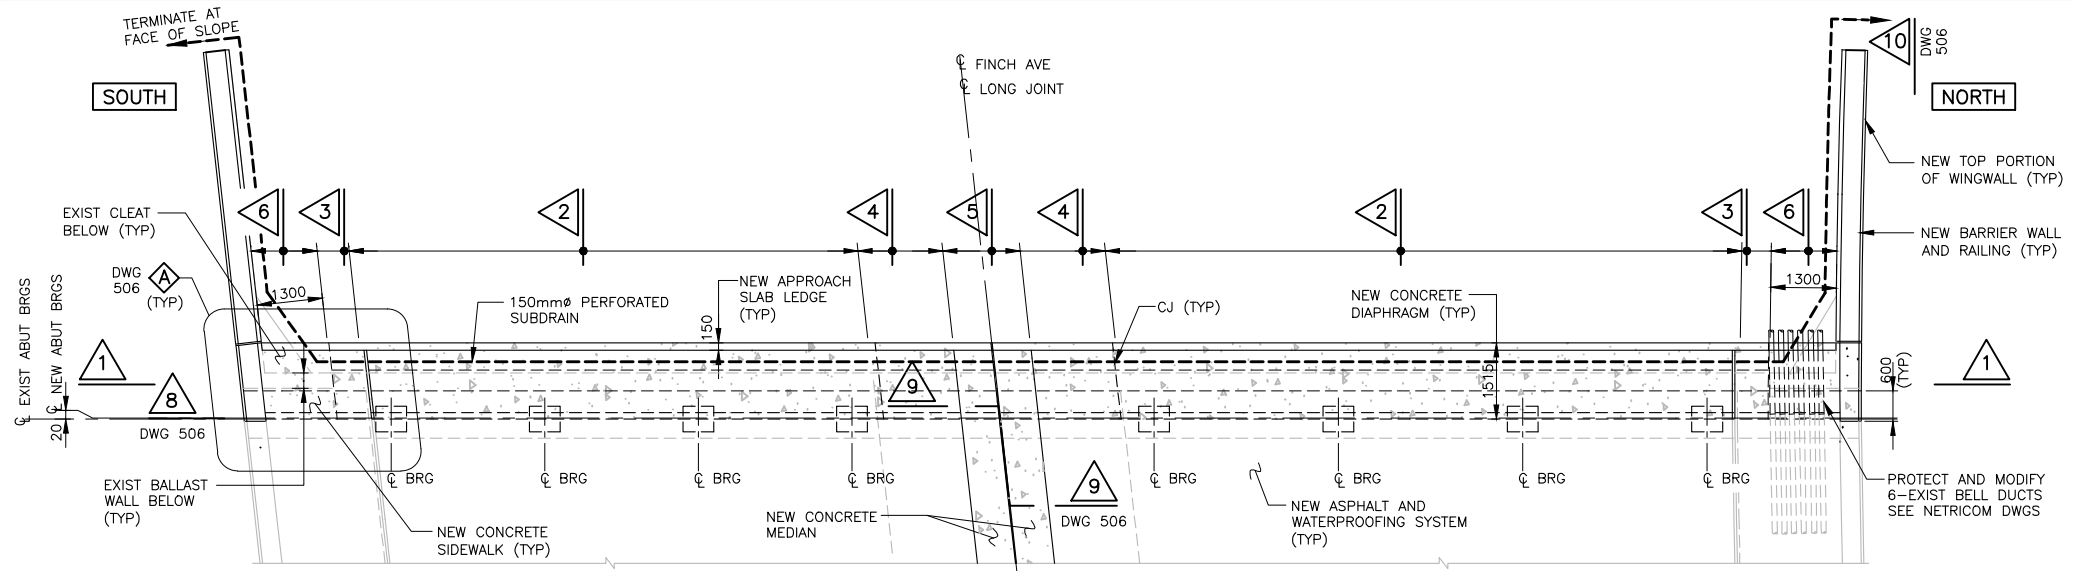 TERMINATE AT
FACE OF SLOPE
SOUTH
℄ FINCH AVE
℄ LONG JOINT
10
DWG
506
NORTH
NEW TOP PORTION
OF WINGWALL (TYP)
EXIST CLEAT
BELOW (TYP)
6
3
2
4
5
4
2
3
6
NEW BARRIER WALL
AND RAILING (TYP)
DWG
506
A
(TYP)
1300
150mmø PERFORATED
SUBDRAIN
NEW APPROACH
SLAB LEDGE
(TYP)
150
CJ (TYP)
NEW CONCRETE
DIAPHRAGM (TYP)
1300
℄ EXIST ABUT BRGS
℄ NEW ABUT BRGS
20
1
8
DWG 506
9
1515
600
(TYP)
1
EXIST BALLAST
WALL BELOW
(TYP)
℄ BRG
℄ BRG
℄ BRG
℄ BRG
℄ BRG
℄ BRG
℄ BRG
℄ BRG
NEW CONCRETE
SIDEWALK (TYP)
NEW CONCRETE
MEDIAN
9
DWG 506
NEW ASPHALT AND
WATERPROOFING SYSTEM
(TYP)
PROTECT AND MODIFY
6-EXIST BELL DUCTS
SEE NETRICOM DWGS